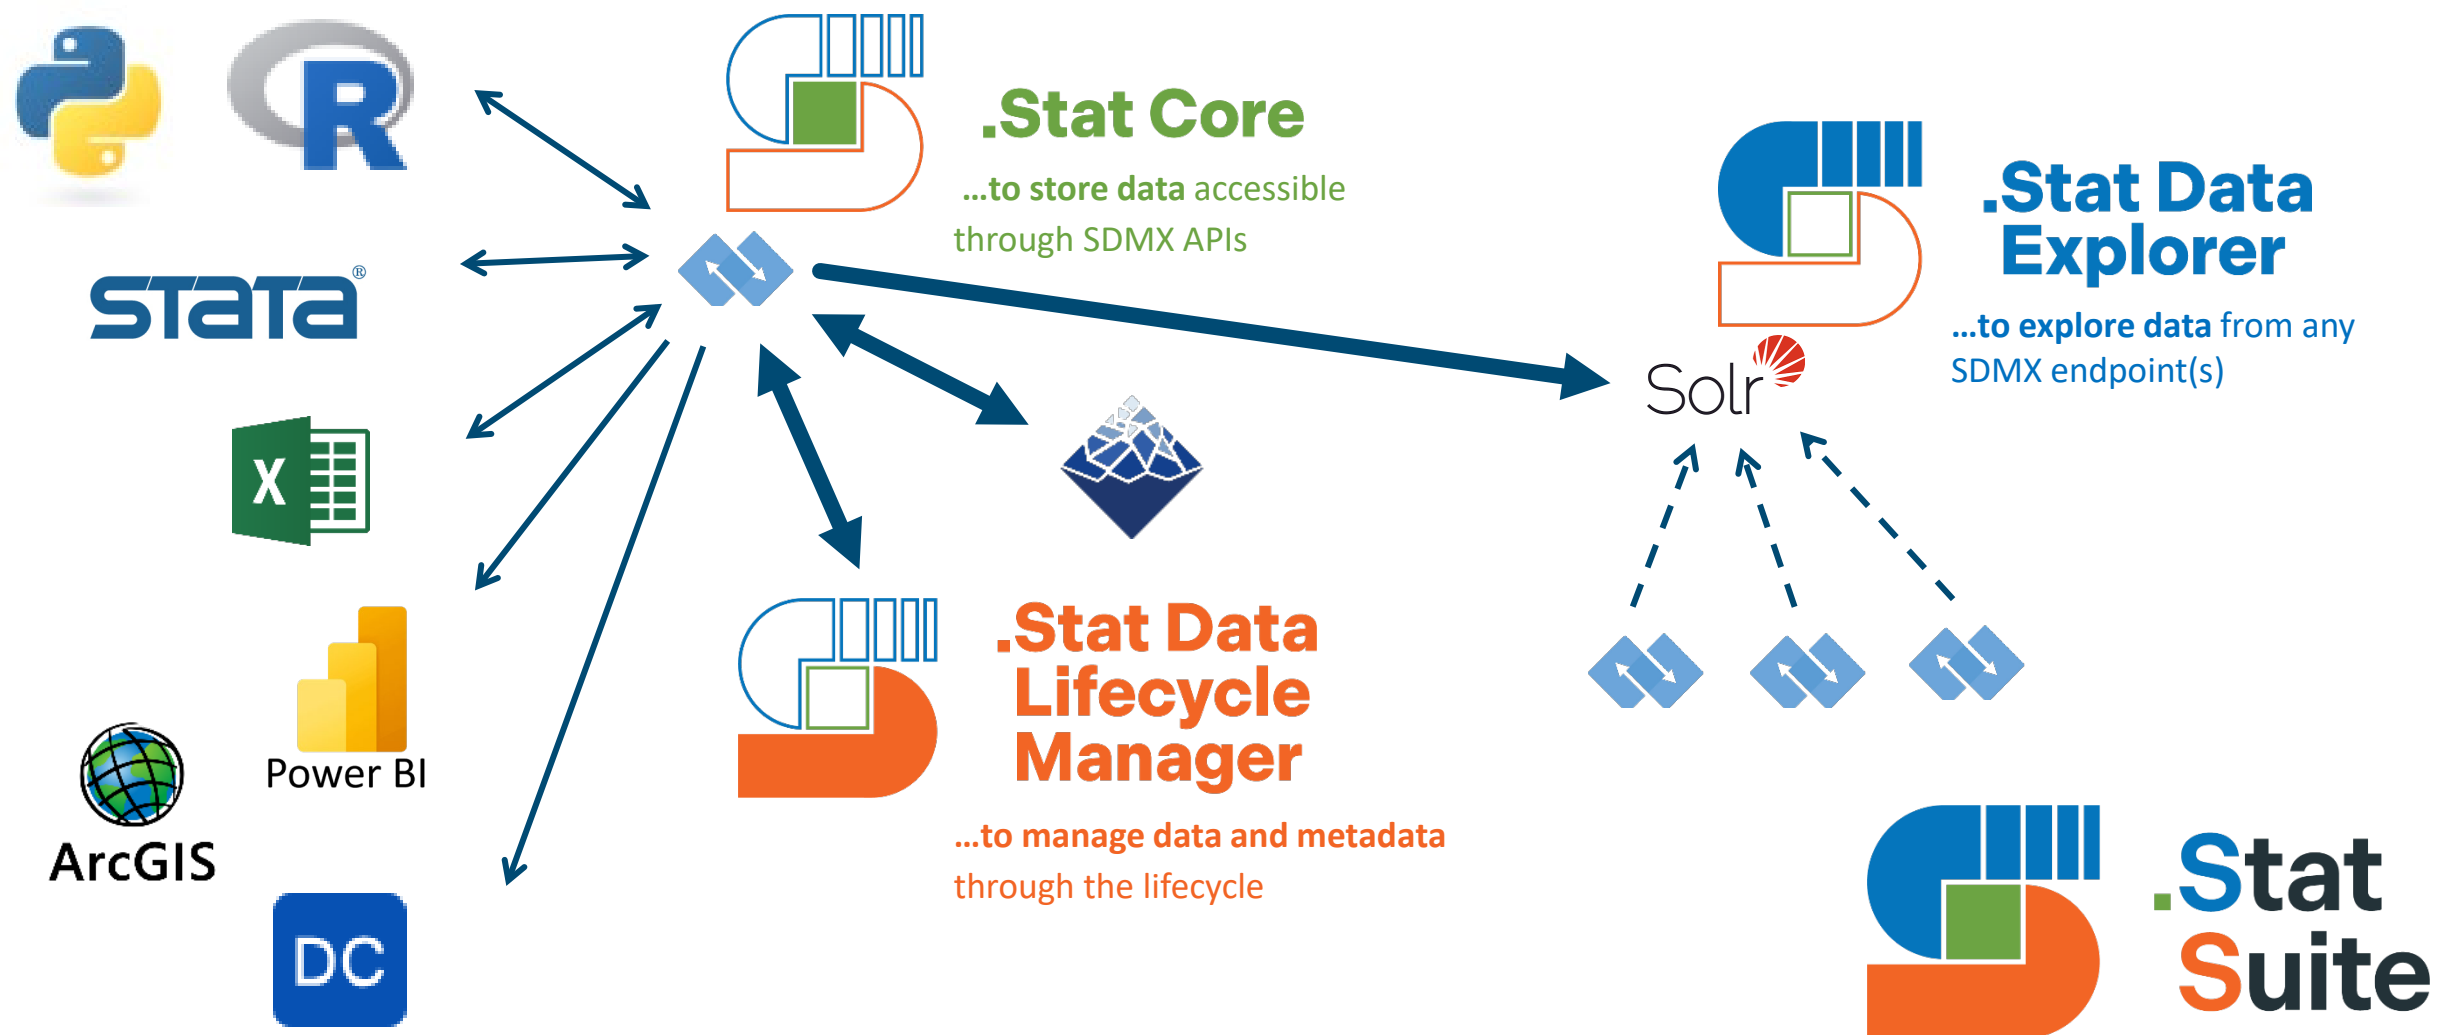 R
STATA®
X
Power BI
ArcGIS
DC
.Stat Core
...to store data accessible
through SDMX APIs
.Stat Data
Lifecycle
Manager
...to manage data and metadata
through the lifecycle
.Stat Data
Explorer
...to explore data from any
SDMX endpoint(s)
Solr
.Stat
Suite